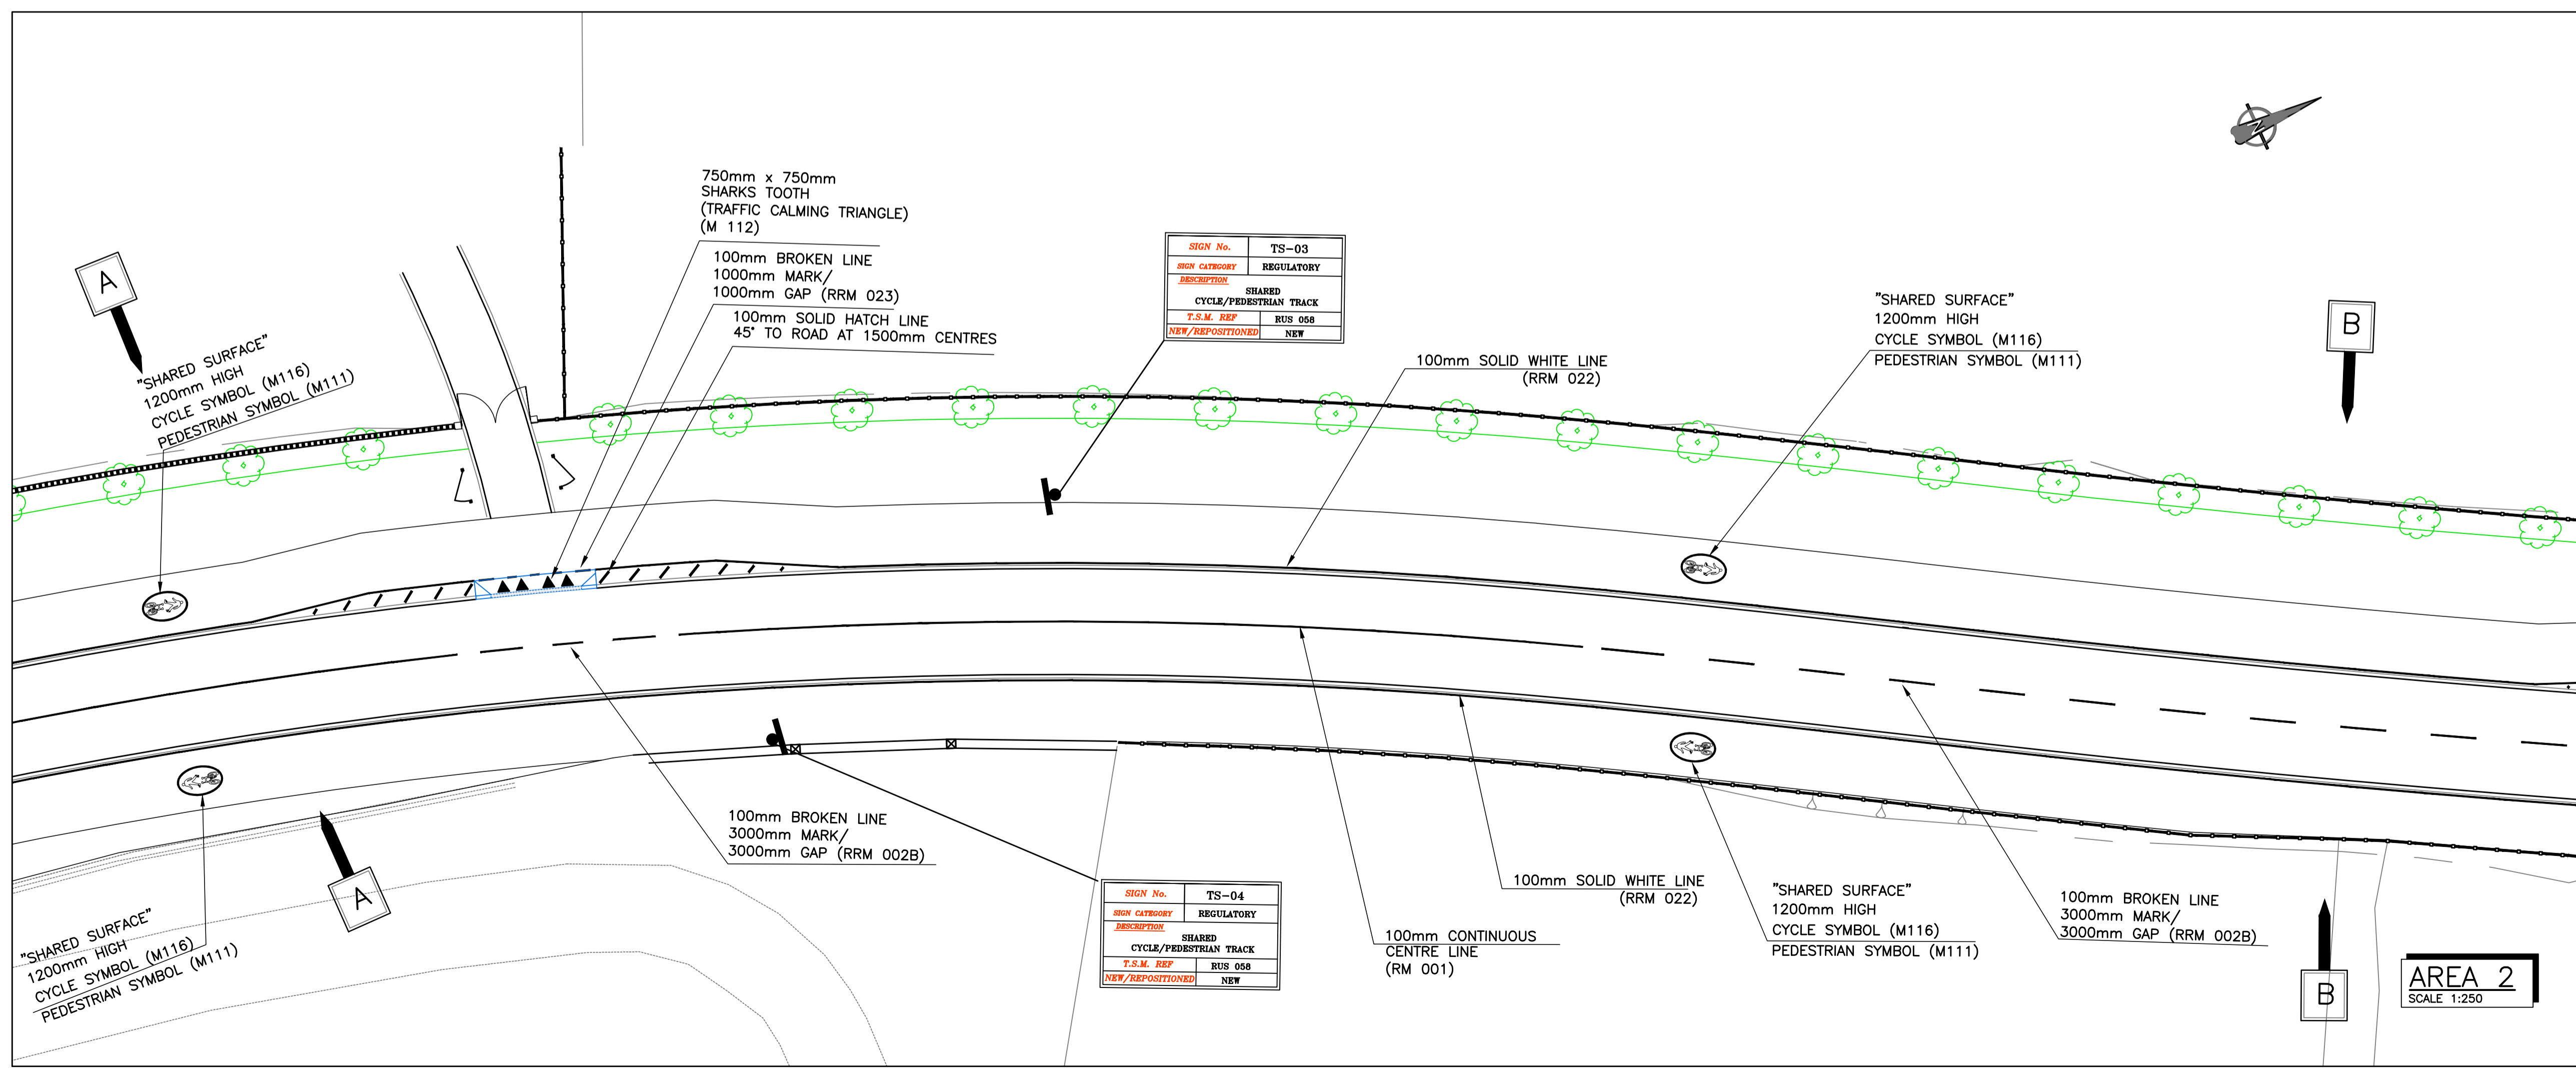 A
"SHARED SURFACE"
1200mm HIGH
CYCLE SYMBOL (M116)
PEDESTRIAN SYMBOL (M111)
750mm x 750mm
SHARKS TOOTH
(TRAFFIC CALMING TRIANGLE)
(M 112)
100mm BROKEN LINE
1000mm MARK/
1000mm GAP (RRM 023)
100mm SOLID HATCH LINE
45° TO ROAD AT 1500mm CENTRES
SIGN No. TS-03
SIGN CATEGORY REGULATORY
DESCRIPTION
SHARED
CYCLE/PEDESTRIAN TRACK
T.S.M. REF RUS 058
NEW/REPOSITIONED NEW
100mm SOLID WHITE LINE
(RRM 022)
"SHARED SURFACE"
1200mm HIGH
CYCLE SYMBOL (M116)
PEDESTRIAN SYMBOL (M111)
B
A
"SHARED SURFACE"
1200mm HIGH
CYCLE SYMBOL (M116)
PEDESTRIAN SYMBOL (M111)
100mm BROKEN LINE
3000mm MARK/
3000mm GAP (RRM 002B)
SIGN No. TS-04
SIGN CATEGORY REGULATORY
DESCRIPTION
SHARED
CYCLE/PEDESTRIAN TRACK
T.S.M. REF RUS 058
NEW/REPOSITIONED NEW
100mm CONTINUOUS
CENTRE LINE
(RM 001)
100mm SOLID WHITE LINE
(RRM 022)
"SHARED SURFACE"
1200mm HIGH
CYCLE SYMBOL (M116)
PEDESTRIAN SYMBOL (M111)
100mm BROKEN LINE
3000mm MARK/
3000mm GAP (RRM 002B)
B
AREA 2
SCALE 1:250